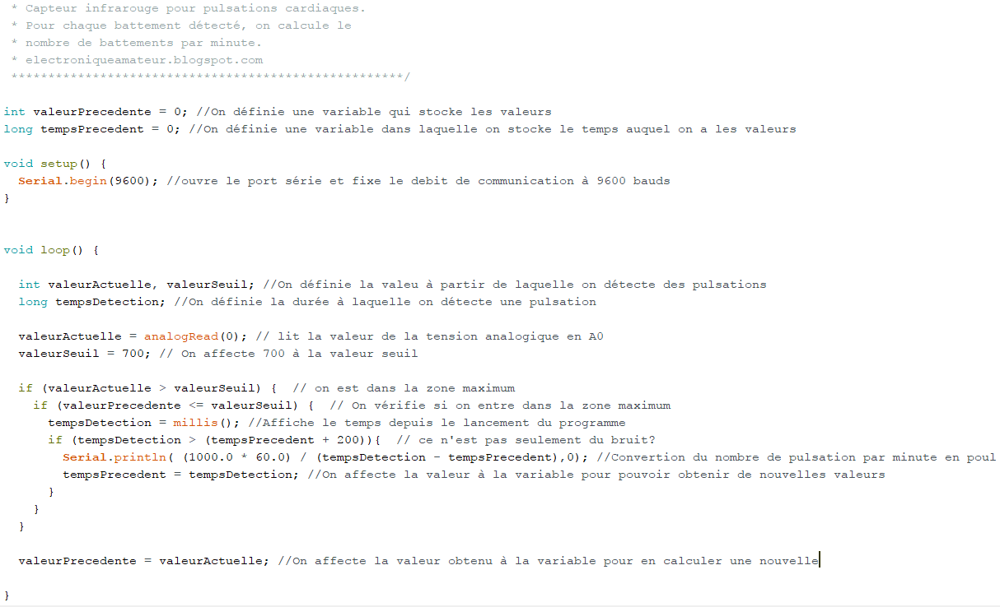 * Capteur infrarouge pour pulsations cardiaques.
* Pour chaque battement détecté, on calcule le
* nombre de battements par minute.
* electroniqueamateur.blogspot.com
*****************************************************/
int valeurPrecedente = 0; //On définie une variable qui stocke les valeurs
long tempsPrecedent = 0; //On définie une variable dans laquelle on stocke le temps auquel on a les valeurs
void setup() {
Serial.begin(9600); //ouvre le port série et fixe le debit de communication à 9600 bauds
}
void loop() {
int valeurActuelle, valeurSeuil; //On définie la valeu à partir de laquelle on détecte des pulsations
long tempsDetection; //On définie la durée à laquelle on détecte une pulsation
valeurActuelle = analogRead(0); // lit la valeur de la tension analogique en A0
valeurSeuil = 700; // On affecte 700 à la valeur seuil
if (valeurActuelle > valeurSeuil) {  // on est dans la zone maximum
if (valeurPrecedente <= valeurSeuil) {  // On vérifie si on entre dans la zone maximum
tempsDetection = millis(); //Affiche le temps depuis le lancement du programme
if (tempsDetection > (tempsPrecedent + 200)){  // ce n'est pas seulement du bruit?
Serial.println( (1000.0 * 60.0) / (tempsDetection - tempsPrecedent),0); //Convertion du nombre de pulsation par minute en poul
tempsPrecedent = tempsDetection; //On affecte la valeur à la variable pour pouvoir obtenir de nouvelles valeurs
}
}
}
valeurPrecedente = valeurActuelle; //On affecte la valeur obtenu à la variable pour en calculer une nouvelle
}